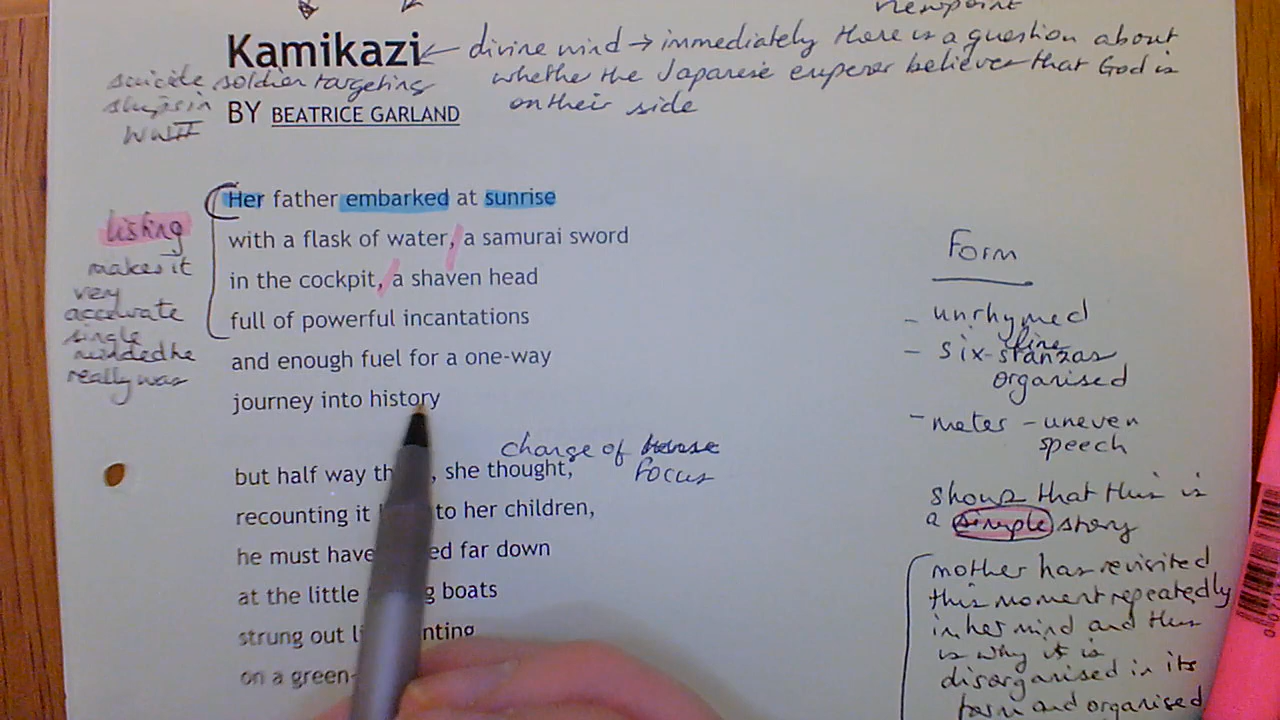 viewpoint
Kamikazi ← divine wind → immediately there is a question about
whether the Japanese emperor believes that God is
on their side
suicide soldier targeting
ships in
WWII
BY BEATRICE GARLAND
Her father embarked at sunrise
with a flask of water, a samurai sword
in the cockpit, a shaven head
full of powerful incantations
and enough fuel for a one-way
journey into history
listing
makes it
very
accurate
single
minded he
really was
change of
focus
but half way, she thought,
recounting it to her children,
he must have far down
at the little boats
strung out
on a green-
Form
- unrhymed
- six-line stanzas
organised
- meter - uneven
speech
shows that this is
a simple story
mother has revisited
this moment repeatedly
in her mind and this
is why it is
disorganised in its
form and organised